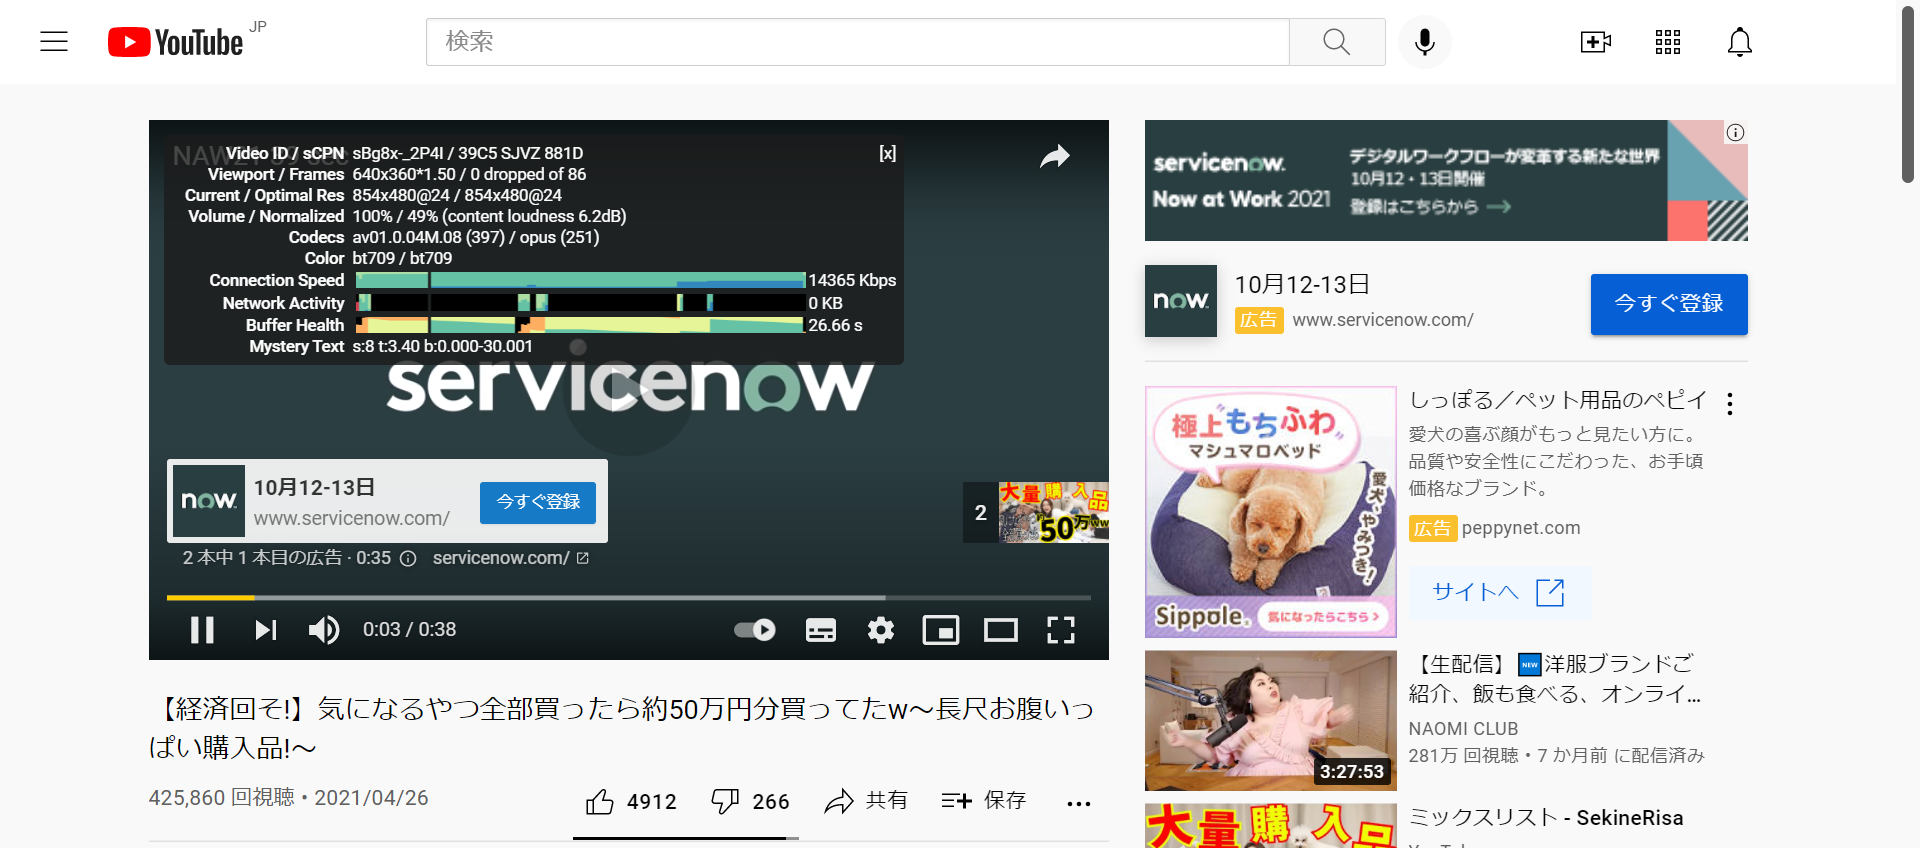 YouTube JP
検索
Video ID / sCPN sBg8x-_2P4I / 39C5 SJVZ 881D
[x]
Viewport / Frames 640x360*1.50 / 0 dropped of 86
Current / Optimal Res 854x480@24 / 854x480@24
Volume / Normalized 100% / 49% (content loudness 6.2dB)
Codecs av01.0.04M.08 (397) / opus (251)
Color bt709 / bt709
Connection Speed 14365 Kbps
Network Activity 0 KB
Buffer Health 26.66 s
Mystery Text s:8 t:3.40 b:0.000-30.001
servicenow
now
10月12-13日
www.servicenow.com/
今すぐ登録
2
大量購入品
約50万ww
2 本中 1 本目の広告 · 0:35
servicenow.com/
0:03 / 0:38
【経済回そ!】気になるやつ全部買ったら約50万円分買ってたw〜長尺お腹いっ
ぱい購入品!〜
425,860 回視聴 • 2021/04/26
4912
266
共有
保存
servicenow.
Now at Work 2021
デジタルワークフローが変革する新たな世界
10月12・13日開催
登録はこちらから →
now
10月12-13日
広告 www.servicenow.com/
今すぐ登録
極上"もちふわ"
マシュマロベッド
愛犬、やみつき!
Sippole. 気になったらこちら >
しっぽる／ペット用品のペピイ
愛犬の喜ぶ顔がもっと見たい方に。
品質や安全性にこだわった、お手頃
価格なブランド。
広告 peppynet.com
サイトへ
3:27:53
【生配信】NEW洋服ブランドご
紹介、飯も食べる、オンライ...
NAOMI CLUB
281万 回視聴・7 か月前 に配信済み
大量購入品
ミックスリスト - SekineRisa